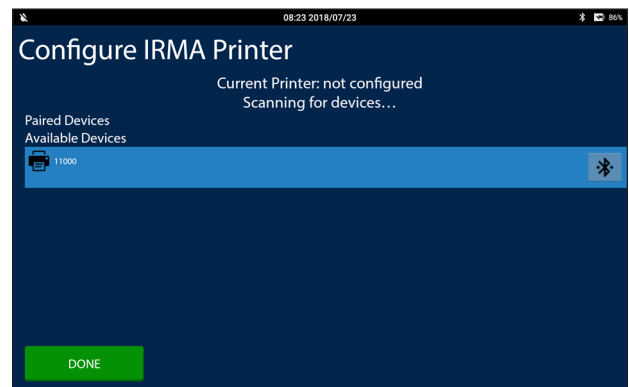 08:23 2018/07/23
86%
Configure IRMA Printer
Current Printer: not configured
Scanning for devices...
Paired Devices
Available Devices
11000
DONE